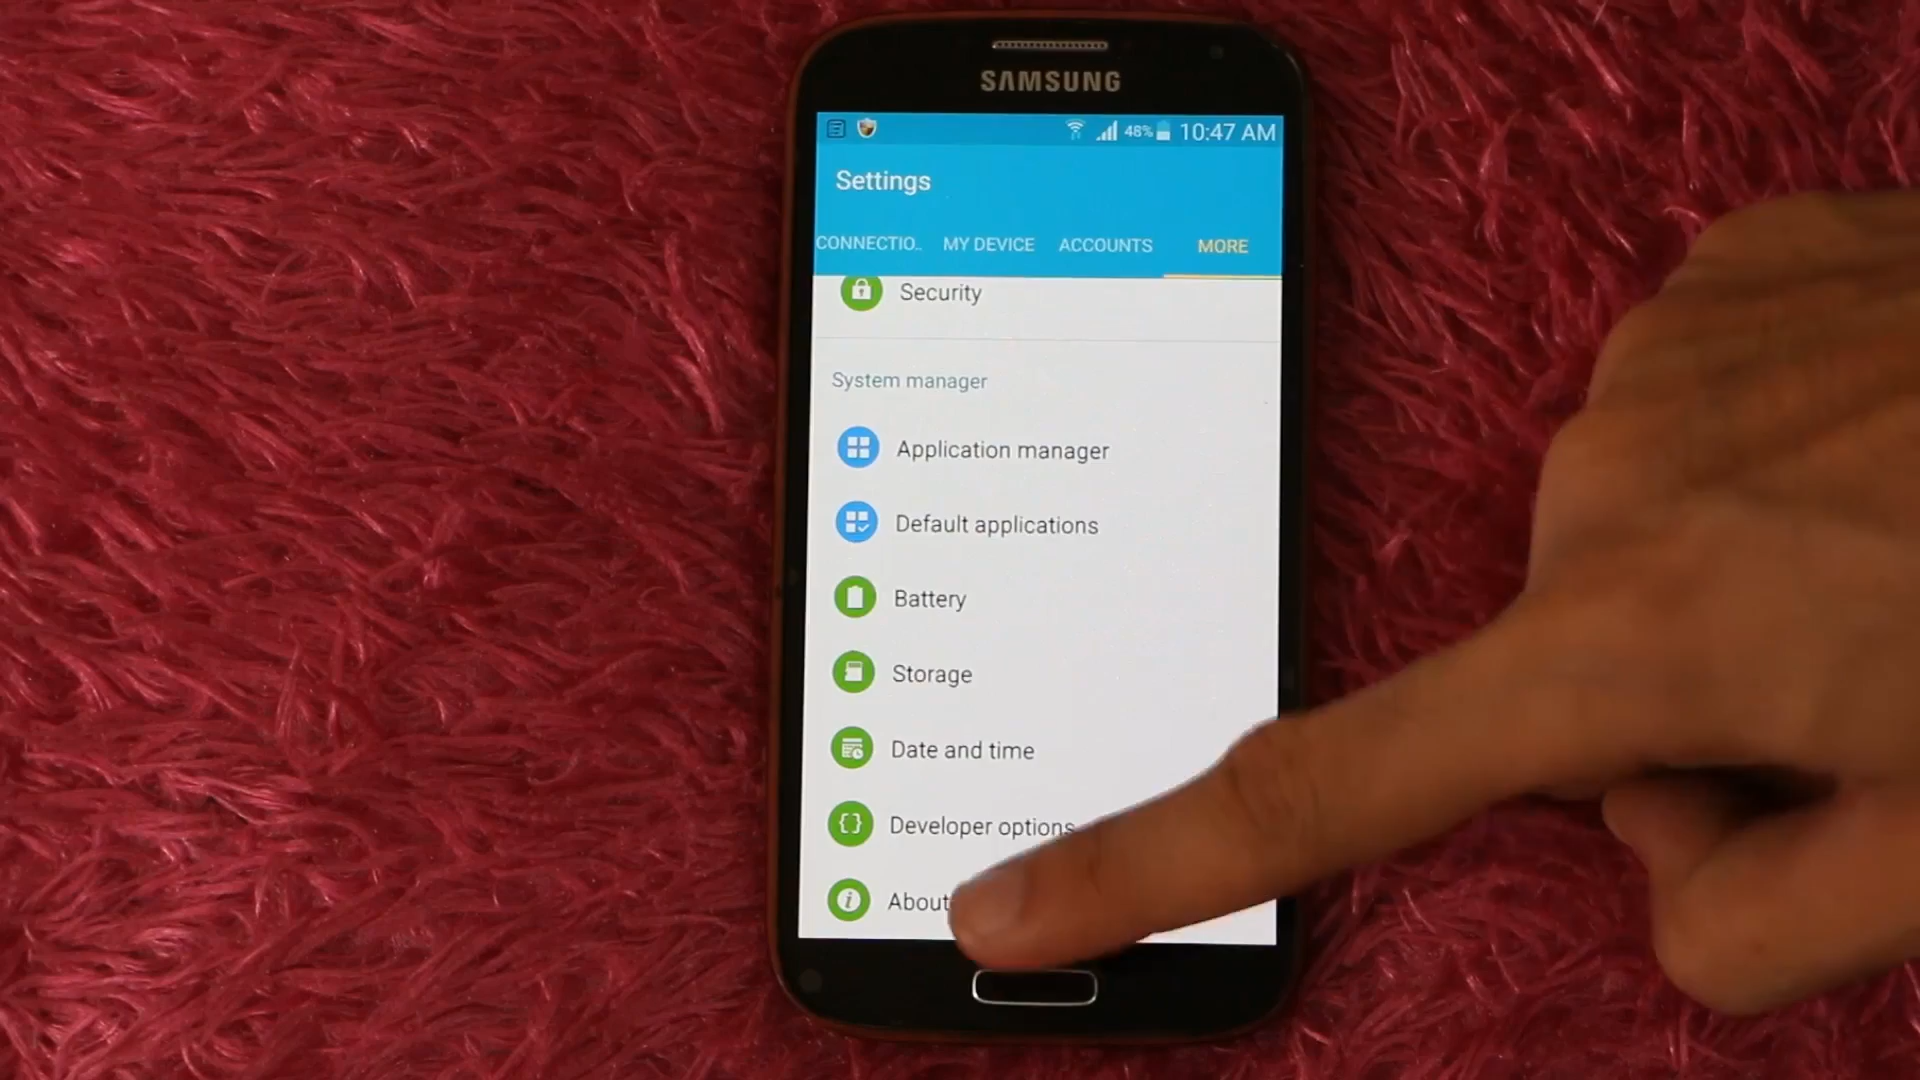 SAMSUNG
48% 10:47 AM
Settings
CONNECTIO.. MY DEVICE ACCOUNTS MORE
Security
System manager
Application manager
Default applications
Battery
Storage
Date and time
Developer options
About